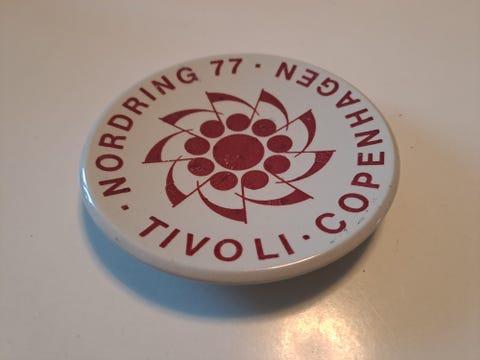 · NORDRING 77 · COPENHAGEN · TIVOLI